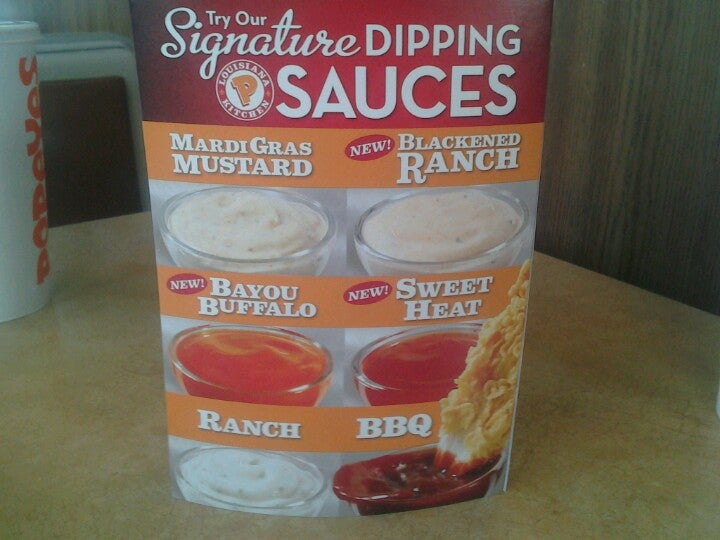 Try Our
Signature DIPPING
LOUISIANA
P
KITCHEN
SAUCES
MARDI GRAS
MUSTARD
NEW! BLACKENED
RANCH
NEW! BAYOU
BUFFALO
NEW! SWEET
HEAT
RANCH
BBQ
POPEYES